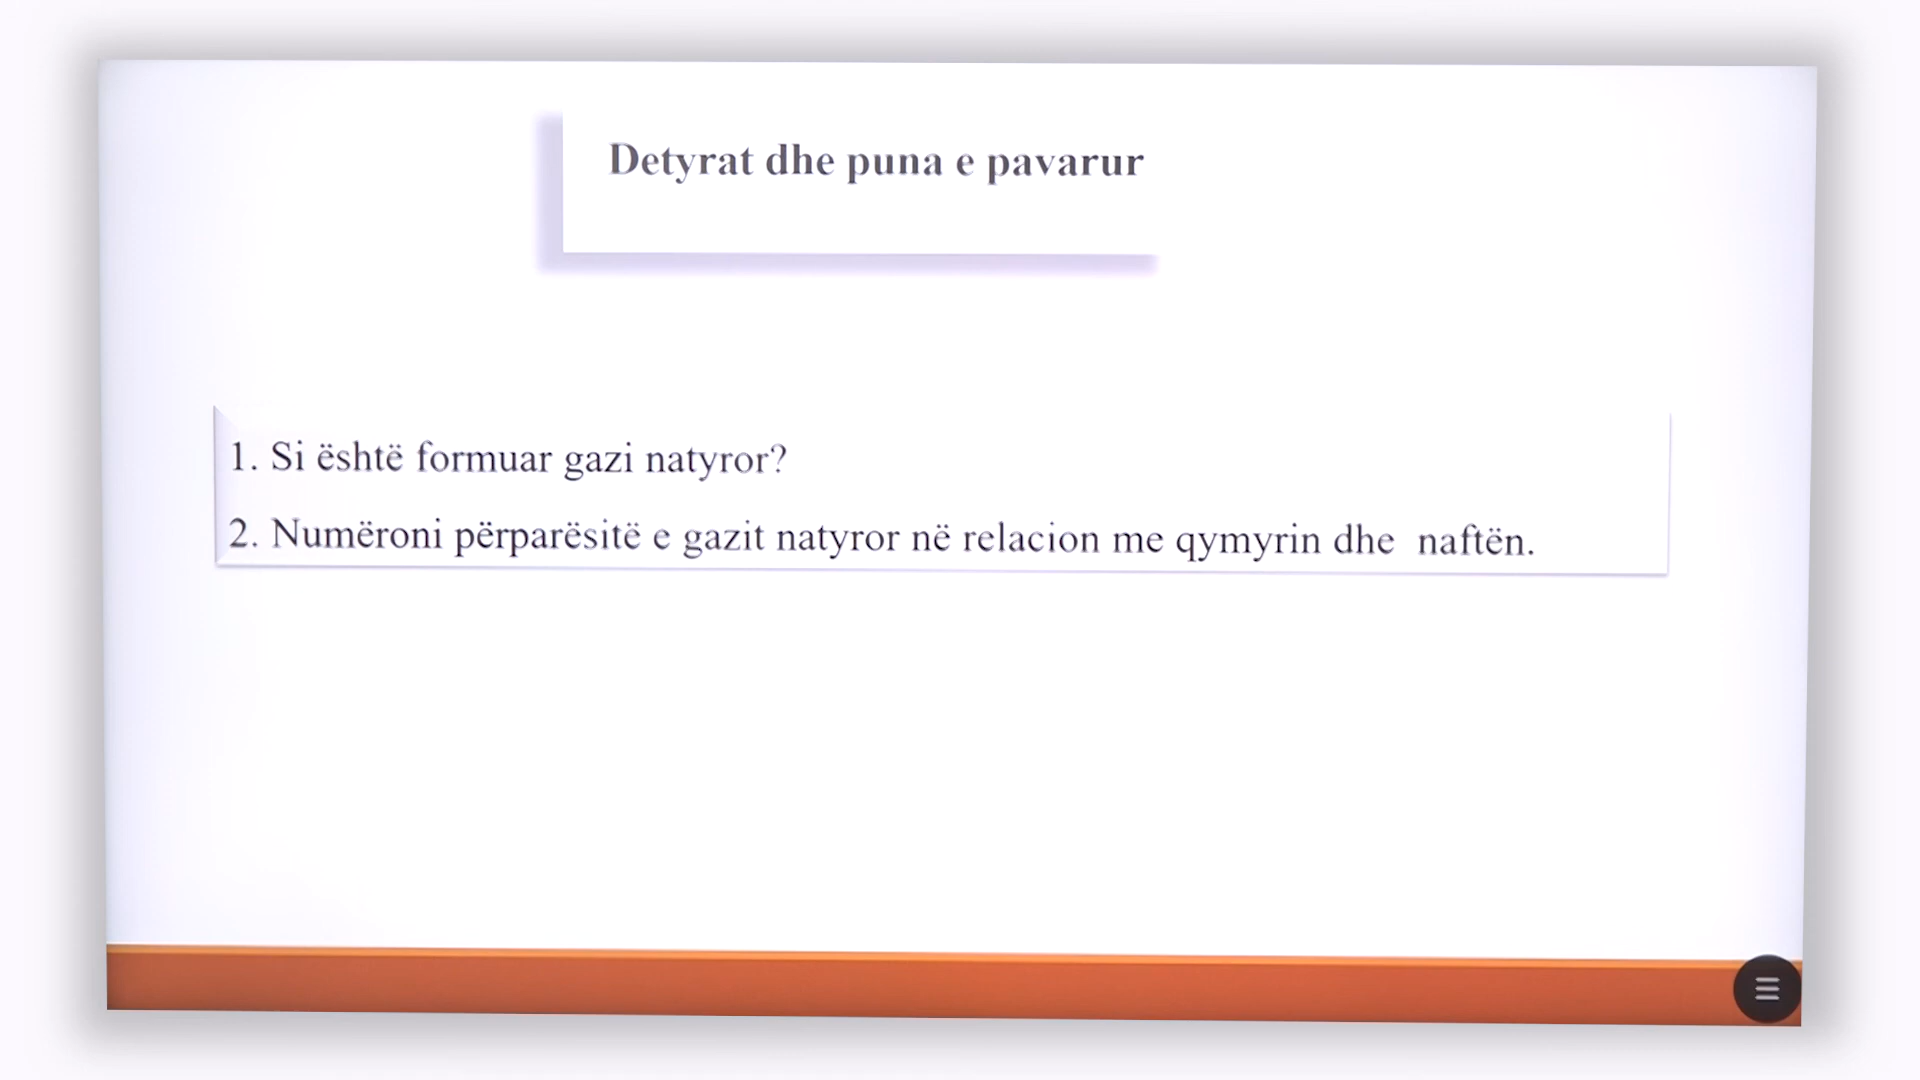 Detyrat dhe puna e pavarur
1. Si është formuar gazi natyror?
2. Numëroni përparësitë e gazit natyror në relacion me qymyrin dhe naftën.